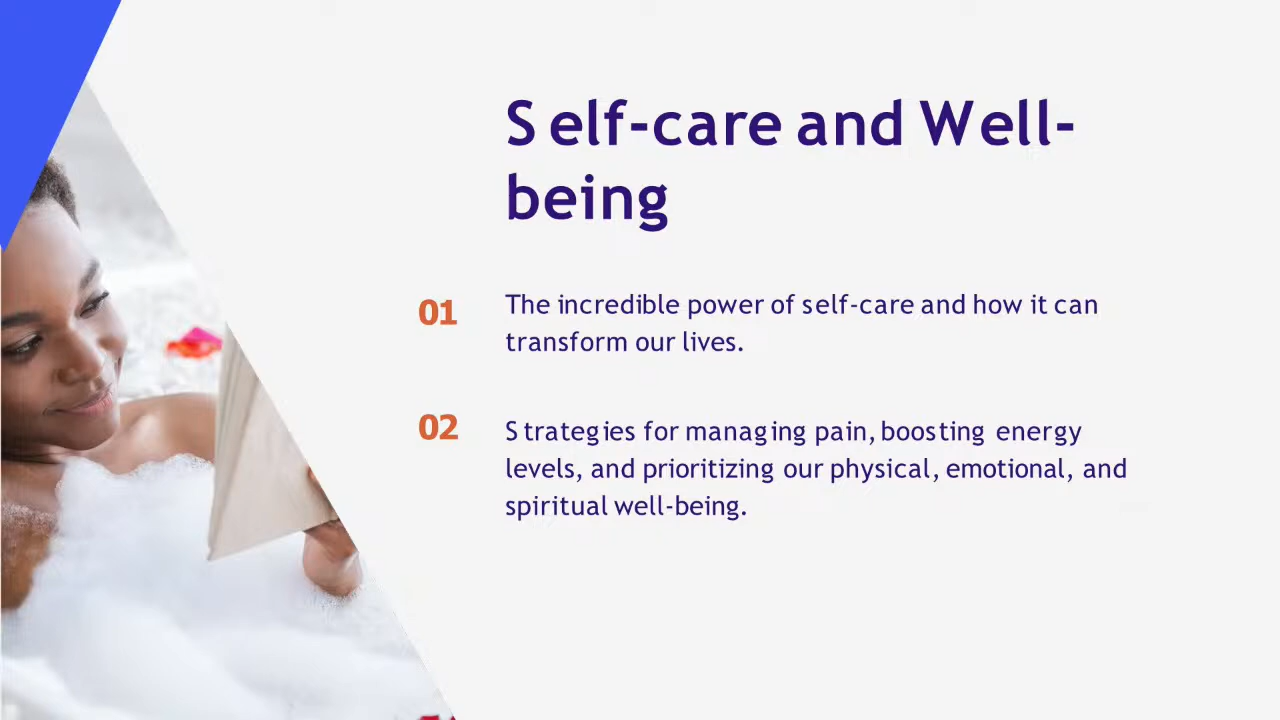 Self-care and Well-
being
01
The incredible power of self-care and how it can
transform our lives.
02
Strategies for managing pain, boosting energy
levels, and prioritizing our physical, emotional, and
spiritual well-being.